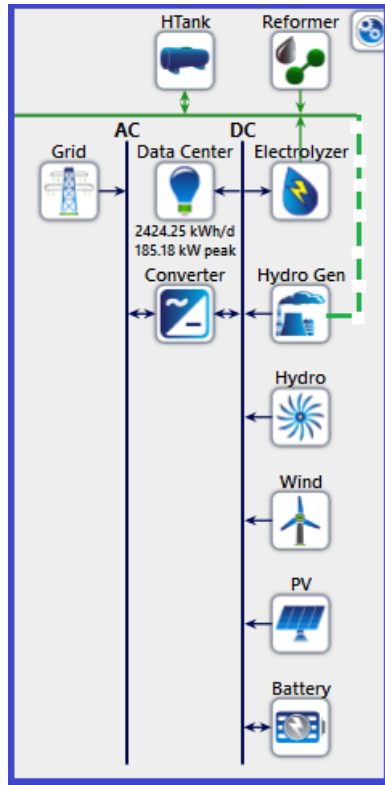 HTank
Reformer
AC
DC
Grid
Data Center
Electrolyzer
2424.25 kWh/d
185.18 kW peak
Converter
Hydro Gen
Hydro
Wind
PV
Battery